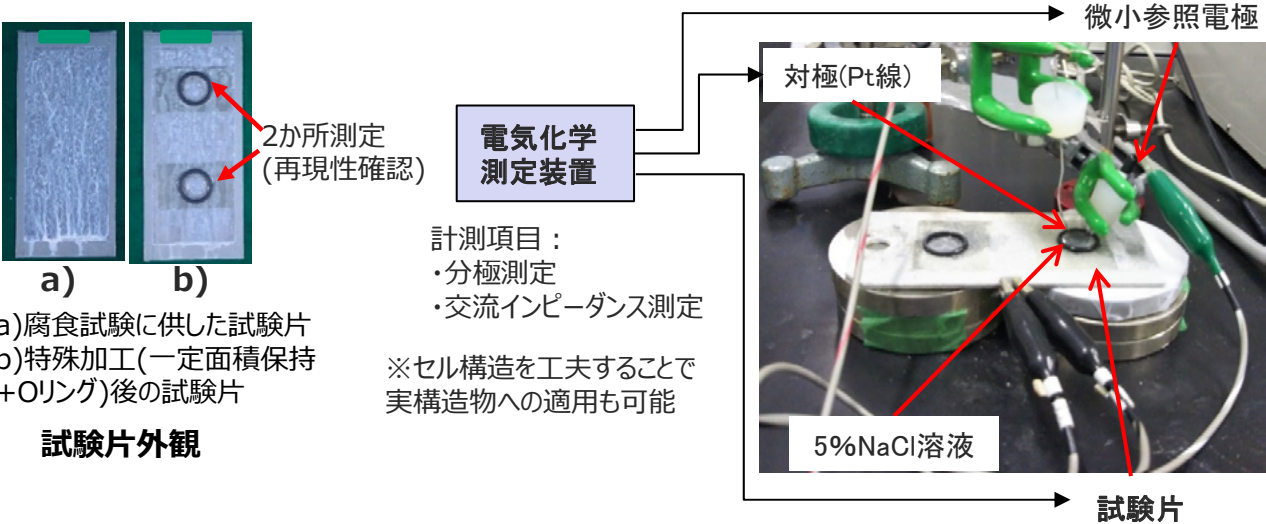 a)
b)
a)腐食試験に供した試験片
b)特殊加工(一定面積保持
+Oリング)後の試験片
試験片外観
2か所測定
(再現性確認)
電気化学
測定装置
計測項目：
・分極測定
・交流インピーダンス測定
※セル構造を工夫することで
実構造物への適用も可能
微小参照電極
対極(Pt線)
5%NaCl溶液
試験片